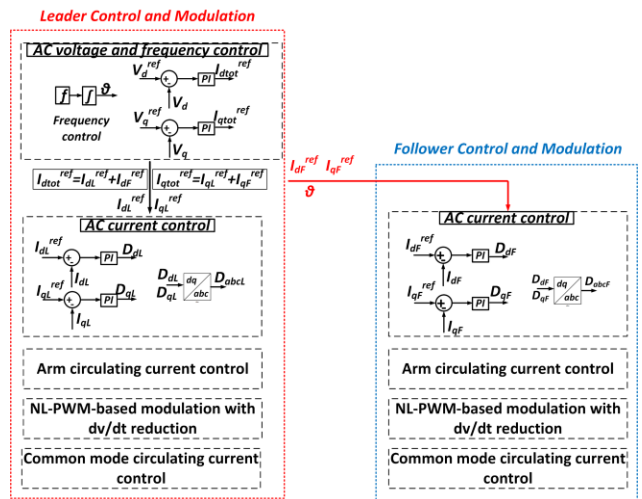 Leader Control and Modulation
AC voltage and frequency control
V_d^ref
PI
I_dtot^ref
V_d
f
∫
ϑ
Frequency
control
V_q^ref
PI
I_qtot^ref
V_q
I_dtot^ref=I_dL^ref+I_dF^ref
I_qtot^ref=I_qL^ref+I_qF^ref
I_dL^ref I_qL^ref
AC current control
I_dL^ref
PI
D_dL
I_dL
I_qL^ref
PI
D_qL
I_qL
D_dL
D_qL
dq
abc
D_abcL
Arm circulating current control
NL-PWM-based modulation with
dv/dt reduction
Common mode circulating current
control
I_dF^ref I_qF^ref
ϑ
Follower Control and Modulation
AC current control
I_dF^ref
PI
D_dF
I_dF
I_qF^ref
PI
D_qF
I_qF
D_dF
D_qF
dq
abc
D_abcF
Arm circulating current control
NL-PWM-based modulation with
dv/dt reduction
Common mode circulating current
control